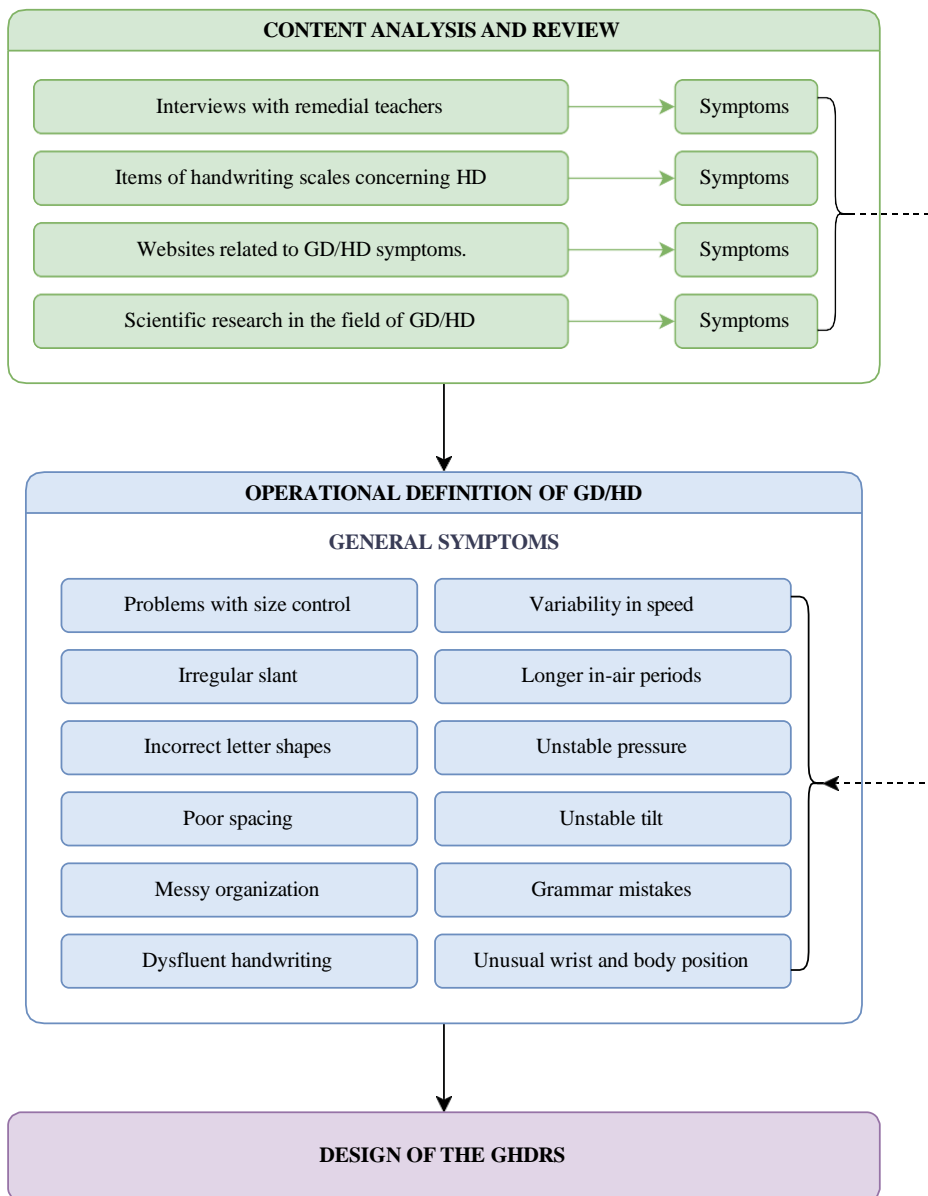 CONTENT ANALYSIS AND REVIEW
Interviews with remedial teachers
Symptoms
Items of handwriting scales concerning HD
Symptoms
Websites related to GD/HD symptoms.
Symptoms
Scientific research in the field of GD/HD
Symptoms
OPERATIONAL DEFINITION OF GD/HD
GENERAL SYMPTOMS
Problems with size control
Variability in speed
Irregular slant
Longer in-air periods
Incorrect letter shapes
Unstable pressure
Poor spacing
Unstable tilt
Messy organization
Grammar mistakes
Dysfluent handwriting
Unusual wrist and body position
DESIGN OF THE GHDRS